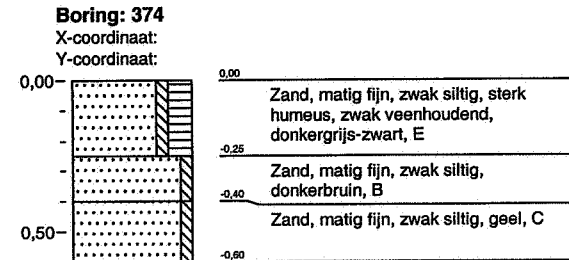 Boring: 374
X-coordinaat:
Y-coordinaat:
0,00
0,00
Zand, matig fijn, zwak siltig, sterk
humeus, zwak veenhoudend,
donkergrijs-zwart, E
-0,25
Zand, matig fijn, zwak siltig,
donkerbruin, B
-0,40
Zand, matig fijn, zwak siltig, geel, C
0,50
-0,60